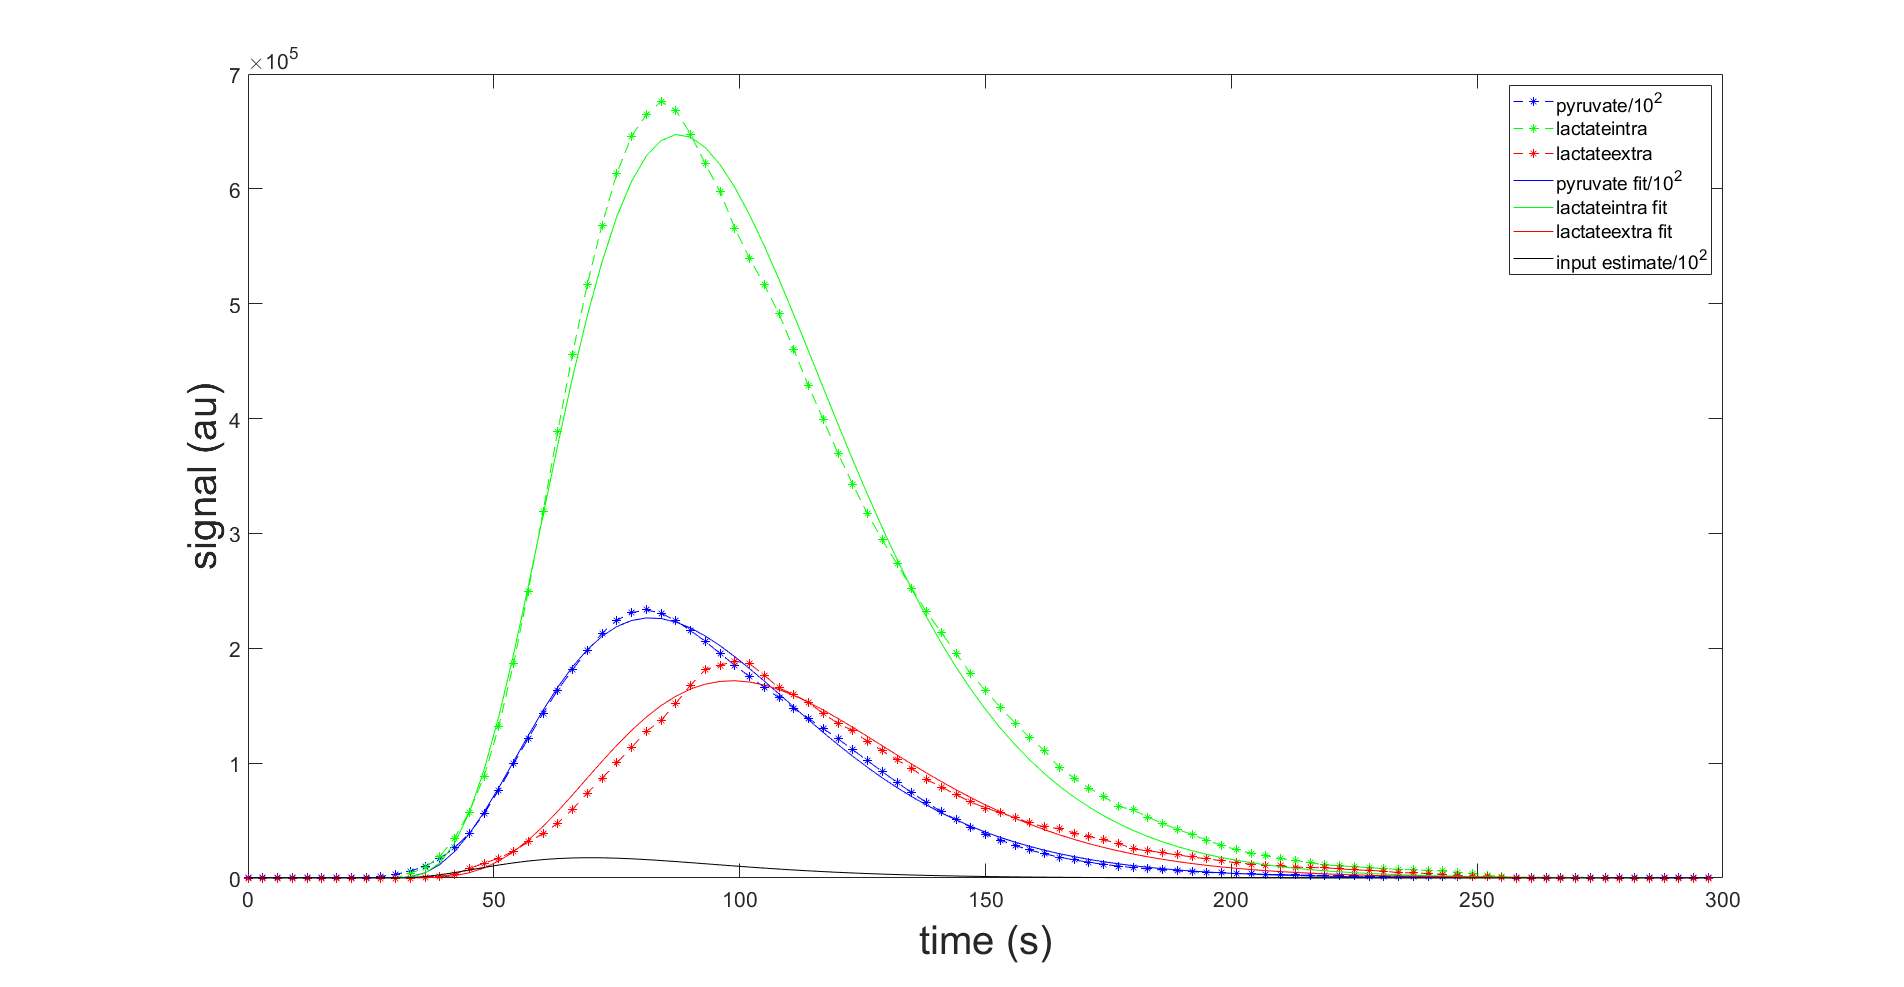 ×10^5
7
6
5
4
3
2
1
0
signal (au)
0 50 100 150 200 250 300
time (s)
pyruvate/10^2
lactateintra
lactateextra
pyruvate fit/10^2
lactateintra fit
lactateextra fit
input estimate/10^2